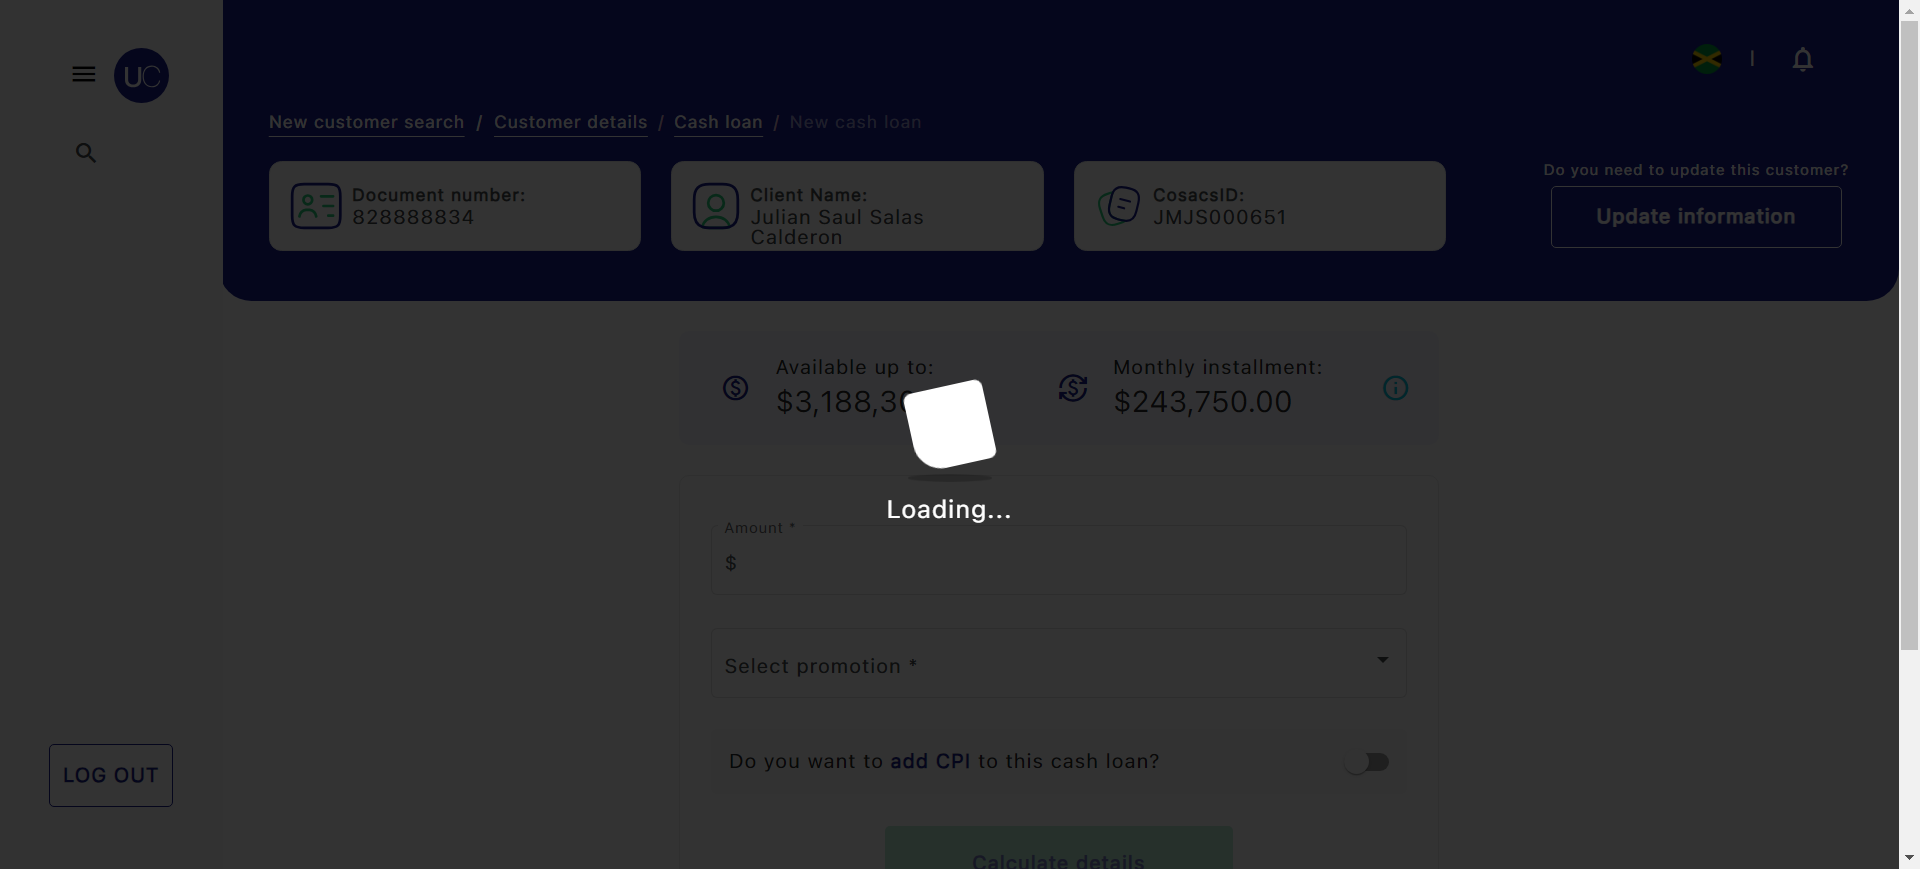 UC
New customer search / Customer details / Cash loan / New cash loan
Document number:
828888834
Client Name:
Julian Saul Salas
Calderon
CosacsID:
JMJS000651
Do you need to update this customer?
Update information
Available up to:
$3,188,3
Monthly installment:
$243,750.00
Loading...
Amount *
$
Select promotion *
Do you want to add CPI to this cash loan?
LOG OUT
Calculate details